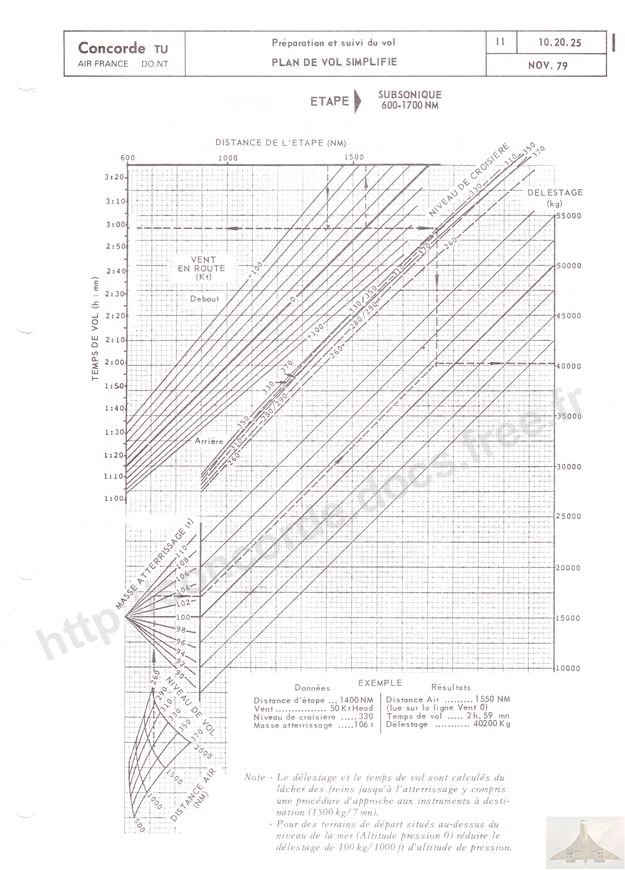 Concorde TU
AIR FRANCE DO.NT
Préparation et suivi du vol
PLAN DE VOL SIMPLIFIE
II
10.20.25
NOV. 79
ETAPE
SUBSONIQUE
600-1700 NM
DISTANCE DE L'ETAPE (NM)
600 1000 1500
NIVEAU DE CROISIERE
310 330 350 370
260
DELESTAGE
(kg)
TEMPS DE VOL (h : mn)
3:20
3:10
3:00
2:50
2:40
2:30
2:20
2:10
2:00
1:50
1:40
1:30
1:20
1:10
1:00
VENT
EN ROUTE
(Kt)
Debout
-100
0
+100
Arrière
310 330/350 370
260 280/290
330 370
350
310
260 280/290
55000
50000
45000
40000
35000
30000
25000
20000
15000
10000
MASSE ATTERRISSAGE (t)
110
108
106
104
102
100
98
96
94
92
90
NIVEAU DE VOL
260
290
310
330
350
370
DISTANCE AIR
(NM)
500
1000
1500
2000
EXEMPLE
Données
Distance d'étape ... 1400 NM
Vent ................ 50 Kt Head
Niveau de croisiere ..... 330
Masse atterrissage ..... 106 t
Résultats
Distance Air ......... 1550 NM
(lue sur la ligne Vent 0)
Temps de vol ..... 2 h, 59 mn
Délestage ......... 40200 Kg
Note - Le délestage et le temps de vol sont calculés du
lâcher des freins jusqu'à l'atterrissage y compris
une procédure d'approche aux instruments à desti-
nation (1500 kg/7 mn).
- Pour des terrains de départ situés au-dessus du
niveau de la mer (Altitude pression 0) réduire le
délestage de 100 kg/1000 ft d'altitude de pression.
http://concorde.docs.free.fr